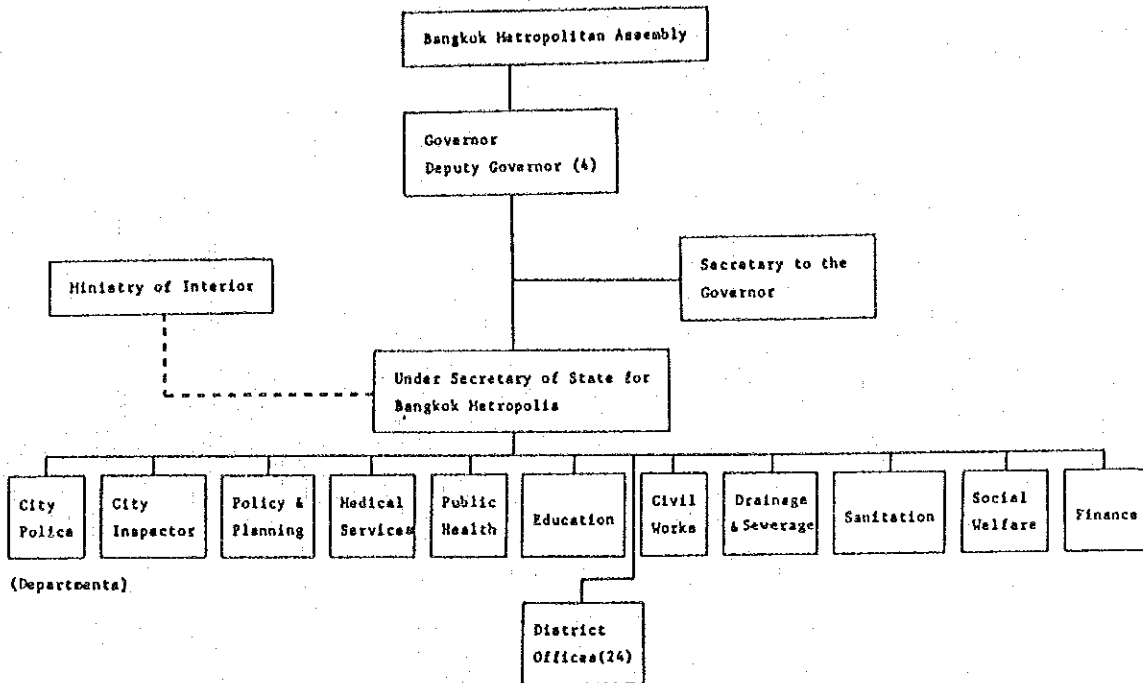 Bangkok Metropolitan Assembly
Governor
Deputy Governor (4)
Secretary to the
Governor
Ministry of Interior
Under Secretary of State for
Bangkok Metropolis
City
Police
City
Inspector
Policy &
Planning
Medical
Services
Public
Health
Education
Civil
Works
Drainage
& Sewerage
Sanitation
Social
Welfare
Finance
(Departments)
District
Offices(24)